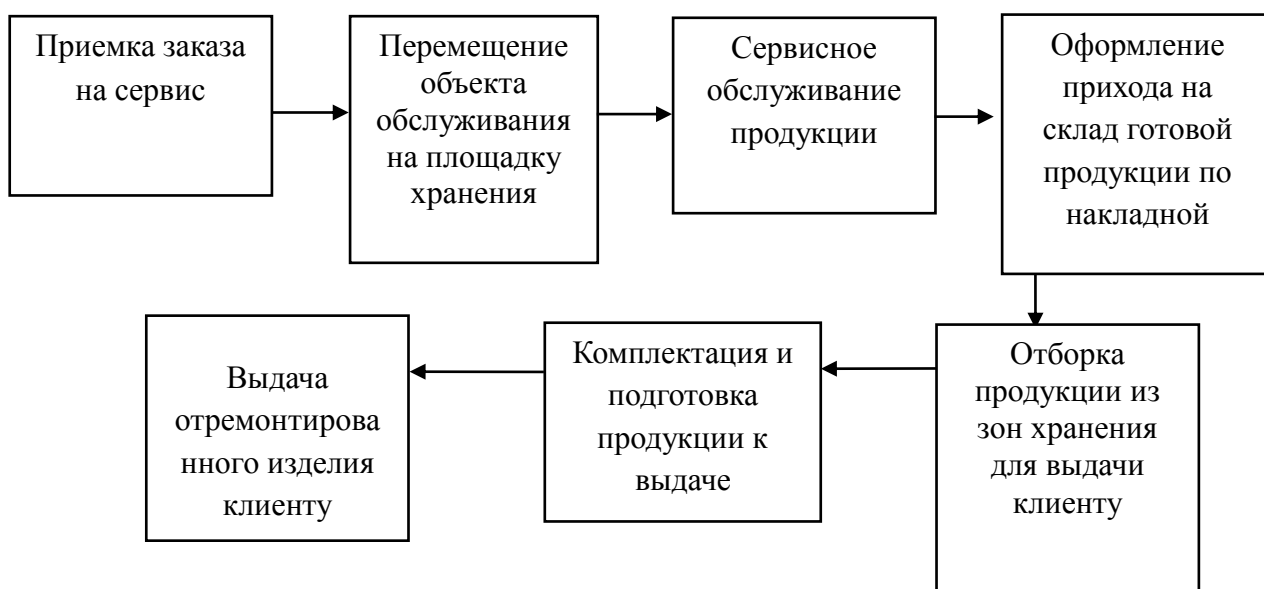 Приемка заказа
на сервис
Перемещение
объекта
обслуживания
на площадку
хранения
Сервисное
обслуживание
продукции
Оформление
прихода на
склад готовой
продукции по
накладной
Отборка
продукции из
зон хранения
для выдачи
клиенту
Комплектация и
подготовка
продукции к
выдаче
Выдача
отремонтирова
нного изделия
клиенту